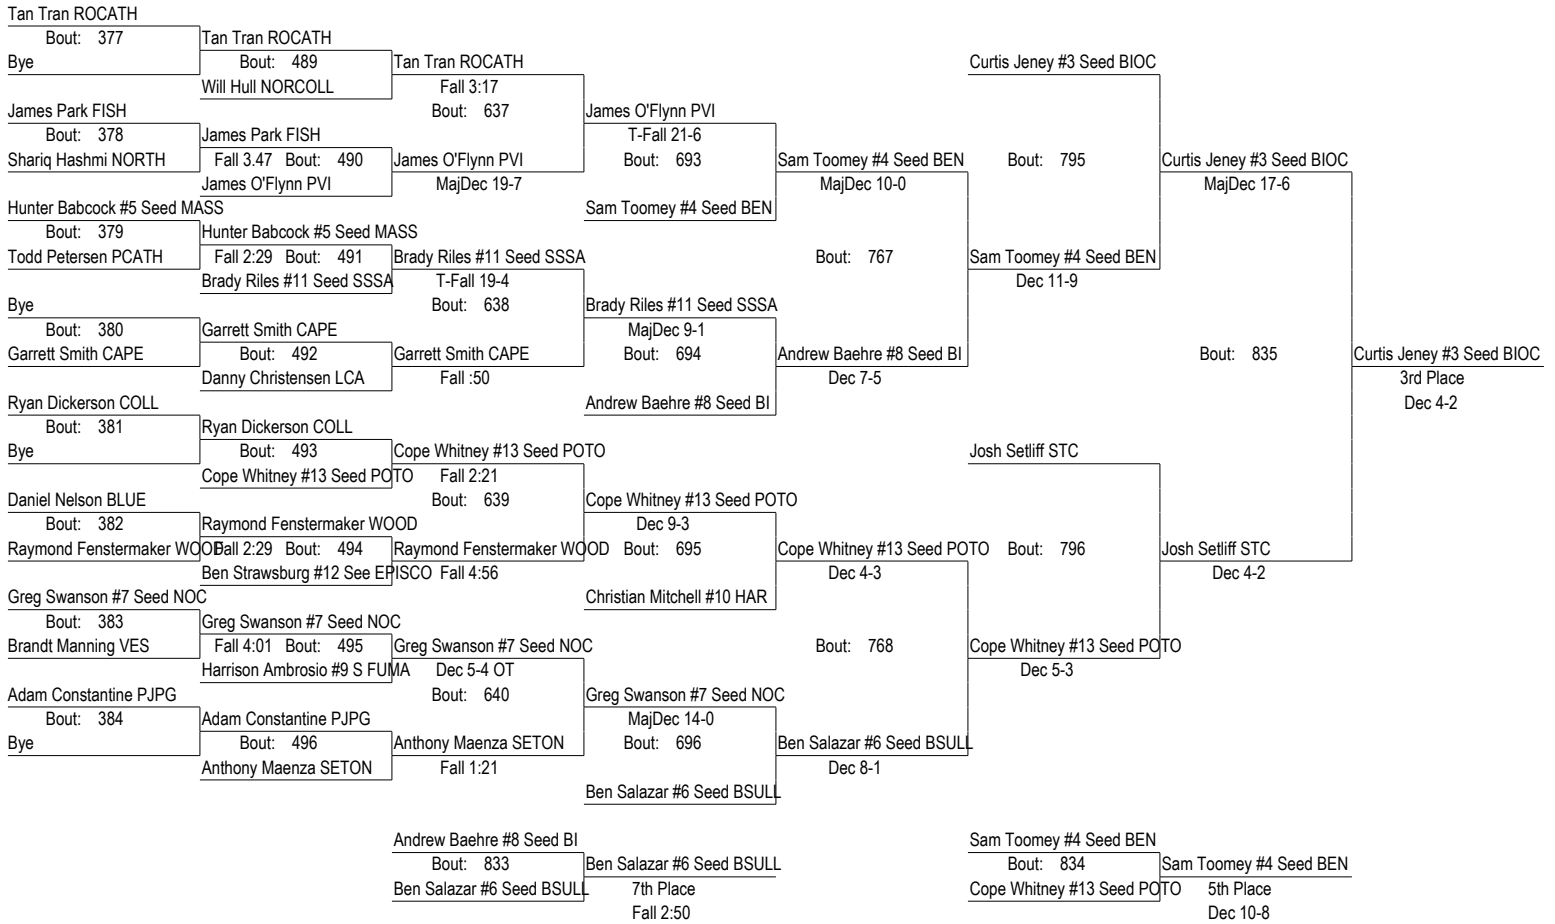 Tan Tran ROCATH
Bout: 377 Tan Tran ROCATH
Bye Bout: 489 Tan Tran ROCATH Curtis Jeney #3 Seed BIOC
Will Hull NORCOLL Fall 3:17
James Park FISH Bout: 637 James O'Flynn PVI
Bout: 378 James Park FISH T-Fall 21-6
Shariq Hashmi NORTH Fall 3.47 Bout: 490 James O'Flynn PVI Bout: 693 Sam Toomey #4 Seed BEN Bout: 795 Curtis Jeney #3 Seed BIOC
James O'Flynn PVI MajDec 19-7 MajDec 10-0 MajDec 17-6
Hunter Babcock #5 Seed MASS Sam Toomey #4 Seed BEN
Bout: 379 Hunter Babcock #5 Seed MASS
Todd Petersen PCATH Fall 2:29 Bout: 491 Brady Riles #11 Seed SSSA Bout: 767 Sam Toomey #4 Seed BEN
Brady Riles #11 Seed SSSA T-Fall 19-4 Dec 11-9
Bye Bout: 638 Brady Riles #11 Seed SSSA
Bout: 380 Garrett Smith CAPE MajDec 9-1
Garrett Smith CAPE Bout: 492 Garrett Smith CAPE Bout: 694 Andrew Baehre #8 Seed BI Bout: 835 Curtis Jeney #3 Seed BIOC
Danny Christensen LCA Fall :50 Dec 7-5 3rd Place
Ryan Dickerson COLL Andrew Baehre #8 Seed BI Dec 4-2
Bout: 381 Ryan Dickerson COLL
Bye Bout: 493 Cope Whitney #13 Seed POTO Josh Setliff STC
Cope Whitney #13 Seed POTO Fall 2:21
Daniel Nelson BLUE Bout: 639 Cope Whitney #13 Seed POTO
Bout: 382 Raymond Fenstermaker WOOD Dec 9-3
Raymond Fenstermaker WOOD Fall 2:29 Bout: 494 Raymond Fenstermaker WOOD Bout: 695 Cope Whitney #13 Seed POTO Bout: 796 Josh Setliff STC
Ben Strawsburg #12 See EPISCO Fall 4:56 Dec 4-3 Dec 4-2
Greg Swanson #7 Seed NOC Christian Mitchell #10 HAR
Bout: 383 Greg Swanson #7 Seed NOC
Brandt Manning VES Fall 4:01 Bout: 495 Greg Swanson #7 Seed NOC Bout: 768 Cope Whitney #13 Seed POTO
Harrison Ambrosio #9 S FUMA Dec 5-4 OT Dec 5-3
Adam Constantine PJPG Bout: 640 Greg Swanson #7 Seed NOC
Bout: 384 Adam Constantine PJPG MajDec 14-0
Bye Bout: 496 Anthony Maenza SETON Bout: 696 Ben Salazar #6 Seed BSULL
Anthony Maenza SETON Fall 1:21 Dec 8-1
Ben Salazar #6 Seed BSULL
Andrew Baehre #8 Seed BI Sam Toomey #4 Seed BEN
Bout: 833 Ben Salazar #6 Seed BSULL Bout: 834 Sam Toomey #4 Seed BEN
Ben Salazar #6 Seed BSULL 7th Place Cope Whitney #13 Seed POTO 5th Place
Fall 2:50 Dec 10-8